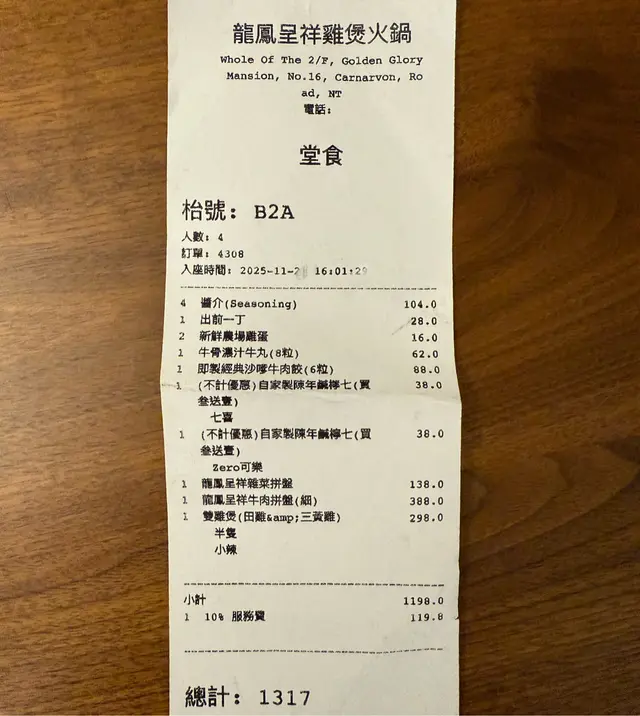 龍鳳呈祥雞煲火鍋
Whole Of The 2/F, Golden Glory
Mansion, No.16, Carnarvon, Ro
ad, NT
電話:
堂食
枱號: B2A
人數: 4
訂單: 4308
入座時間: 2025-11-2 16:01:29
4 醬介(Seasoning) 104.0
1 出前一丁 28.0
2 新鮮農場雞蛋 16.0
1 牛骨濃汁牛丸(8粒) 62.0
1 即製經典沙嗲牛肉餃(6粒) 88.0
1 (不計優惠)自家製陳年鹹檸七(買 38.0
叁送壹)
七喜
1 (不計優惠)自家製陳年鹹檸七(買 38.0
叁送壹)
Zero可樂
1 龍鳳呈祥雜菜拼盤 138.0
1 龍鳳呈祥牛肉拼盤(細) 388.0
1 雙雞煲(田雞&amp;三黃雞) 298.0
半隻
小辣
小計 1198.0
1 10% 服務費 119.8
總計: 1317